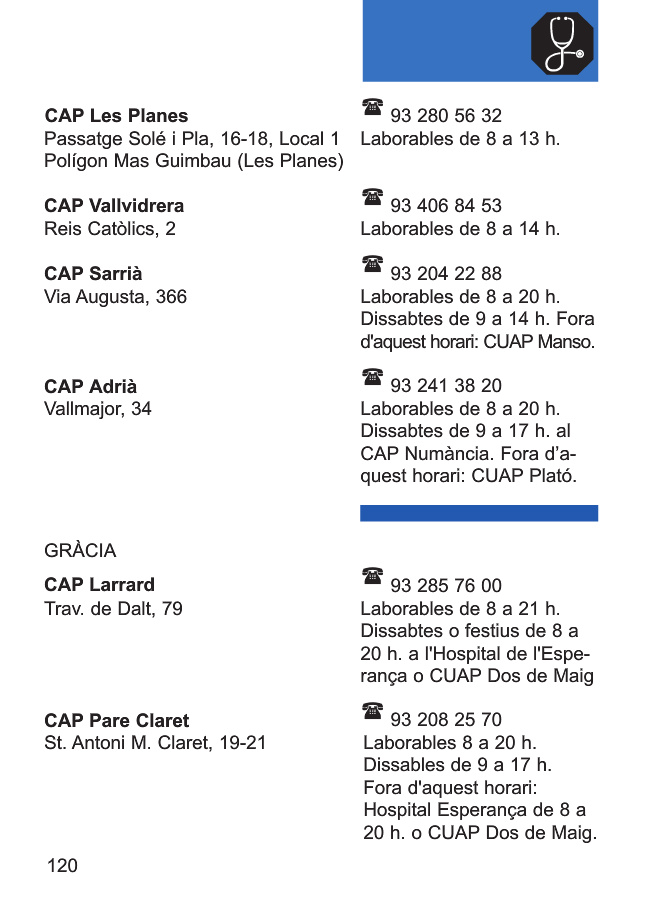 CAP Les Planes
Passatge Solé i Pla, 16-18, Local 1
Polígon Mas Guimbau (Les Planes)
☎ 93 280 56 32
Laborables de 8 a 13 h.
CAP Vallvidrera
Reis Catòlics, 2
☎ 93 406 84 53
Laborables de 8 a 14 h.
CAP Sarrià
Via Augusta, 366
☎ 93 204 22 88
Laborables de 8 a 20 h.
Dissabtes de 9 a 14 h. Fora
d'aquest horari: CUAP Manso.
CAP Adrià
Vallmajor, 34
☎ 93 241 38 20
Laborables de 8 a 20 h.
Dissabtes de 9 a 17 h. al
CAP Numància. Fora d’a-
quest horari: CUAP Plató.
GRÀCIA
CAP Larrard
Trav. de Dalt, 79
☎ 93 285 76 00
Laborables de 8 a 21 h.
Dissabtes o festius de 8 a
20 h. a l'Hospital de l'Espe-
rança o CUAP Dos de Maig
CAP Pare Claret
St. Antoni M. Claret, 19-21
☎ 93 208 25 70
Laborables 8 a 20 h.
Dissables de 9 a 17 h.
Fora d'aquest horari:
Hospital Esperança de 8 a
20 h. o CUAP Dos de Maig.
120